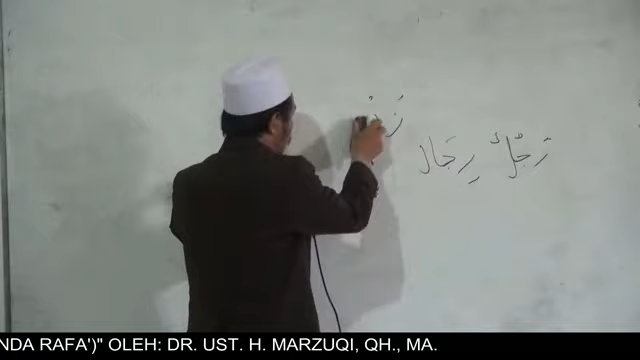 رَجُلٌ رِجَال
NDA RAFA')" OLEH: DR. UST. H. MARZUQI, QH., MA.